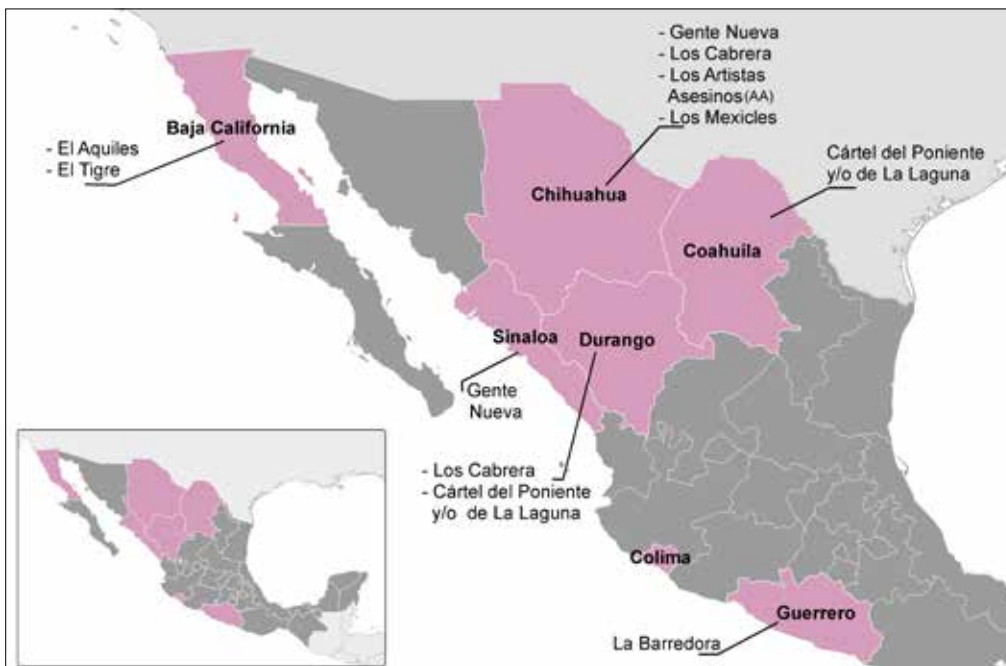 - Gente Nueva
- Los Cabrera
- Los Artistas
Asesinos(AA)
- Los Mexicles
Baja California
- El Aquiles
- El Tigre
Cártel del Poniente
y/o de La Laguna
Chihuahua
Coahuila
Sinaloa
Durango
Gente
Nueva
- Los Cabrera
- Cártel del Poniente
y/o de La Laguna
Colima
Guerrero
La Barredora